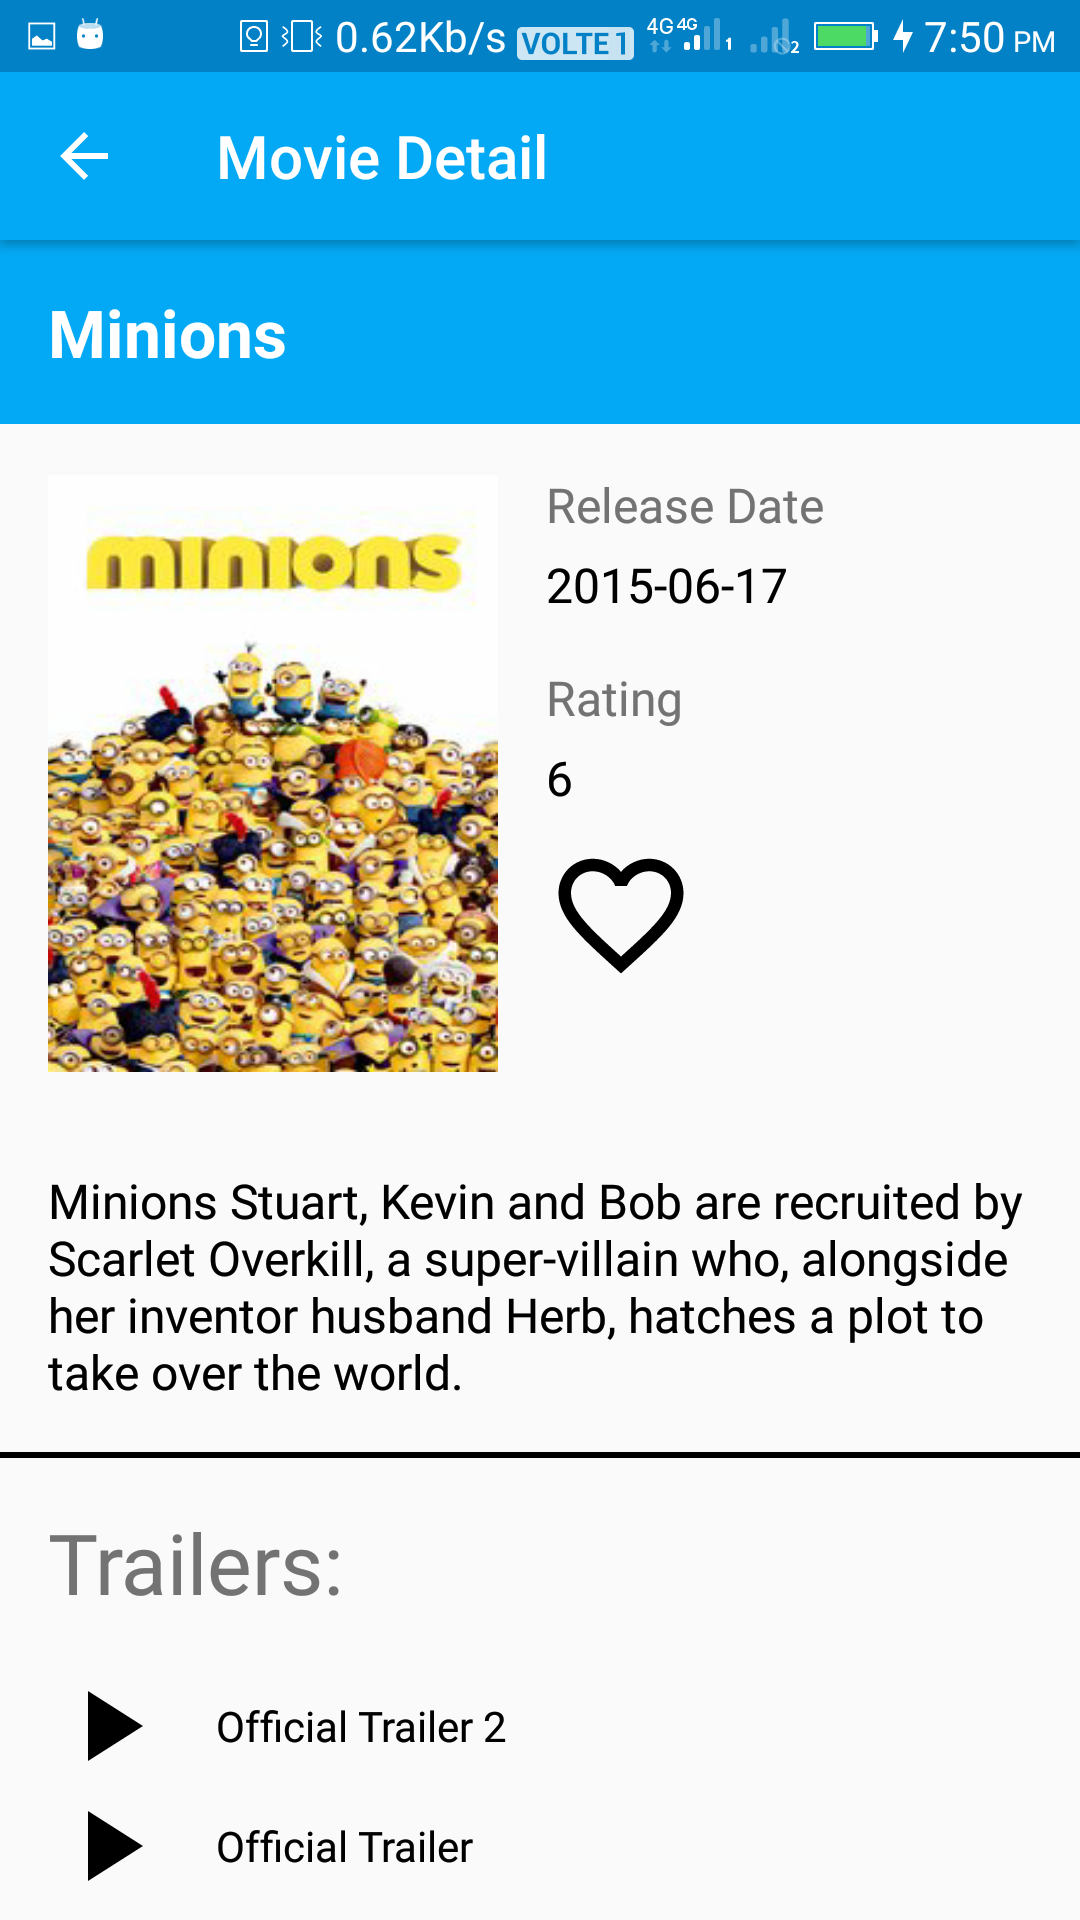 0.62Kb/s VOLTE 1 4G 4G 1 2 7:50 PM
Movie Detail
Minions
minions
Release Date
2015-06-17
Rating
6
Minions Stuart, Kevin and Bob are recruited by
Scarlet Overkill, a super-villain who, alongside
her inventor husband Herb, hatches a plot to
take over the world.
Trailers:
Official Trailer 2
Official Trailer